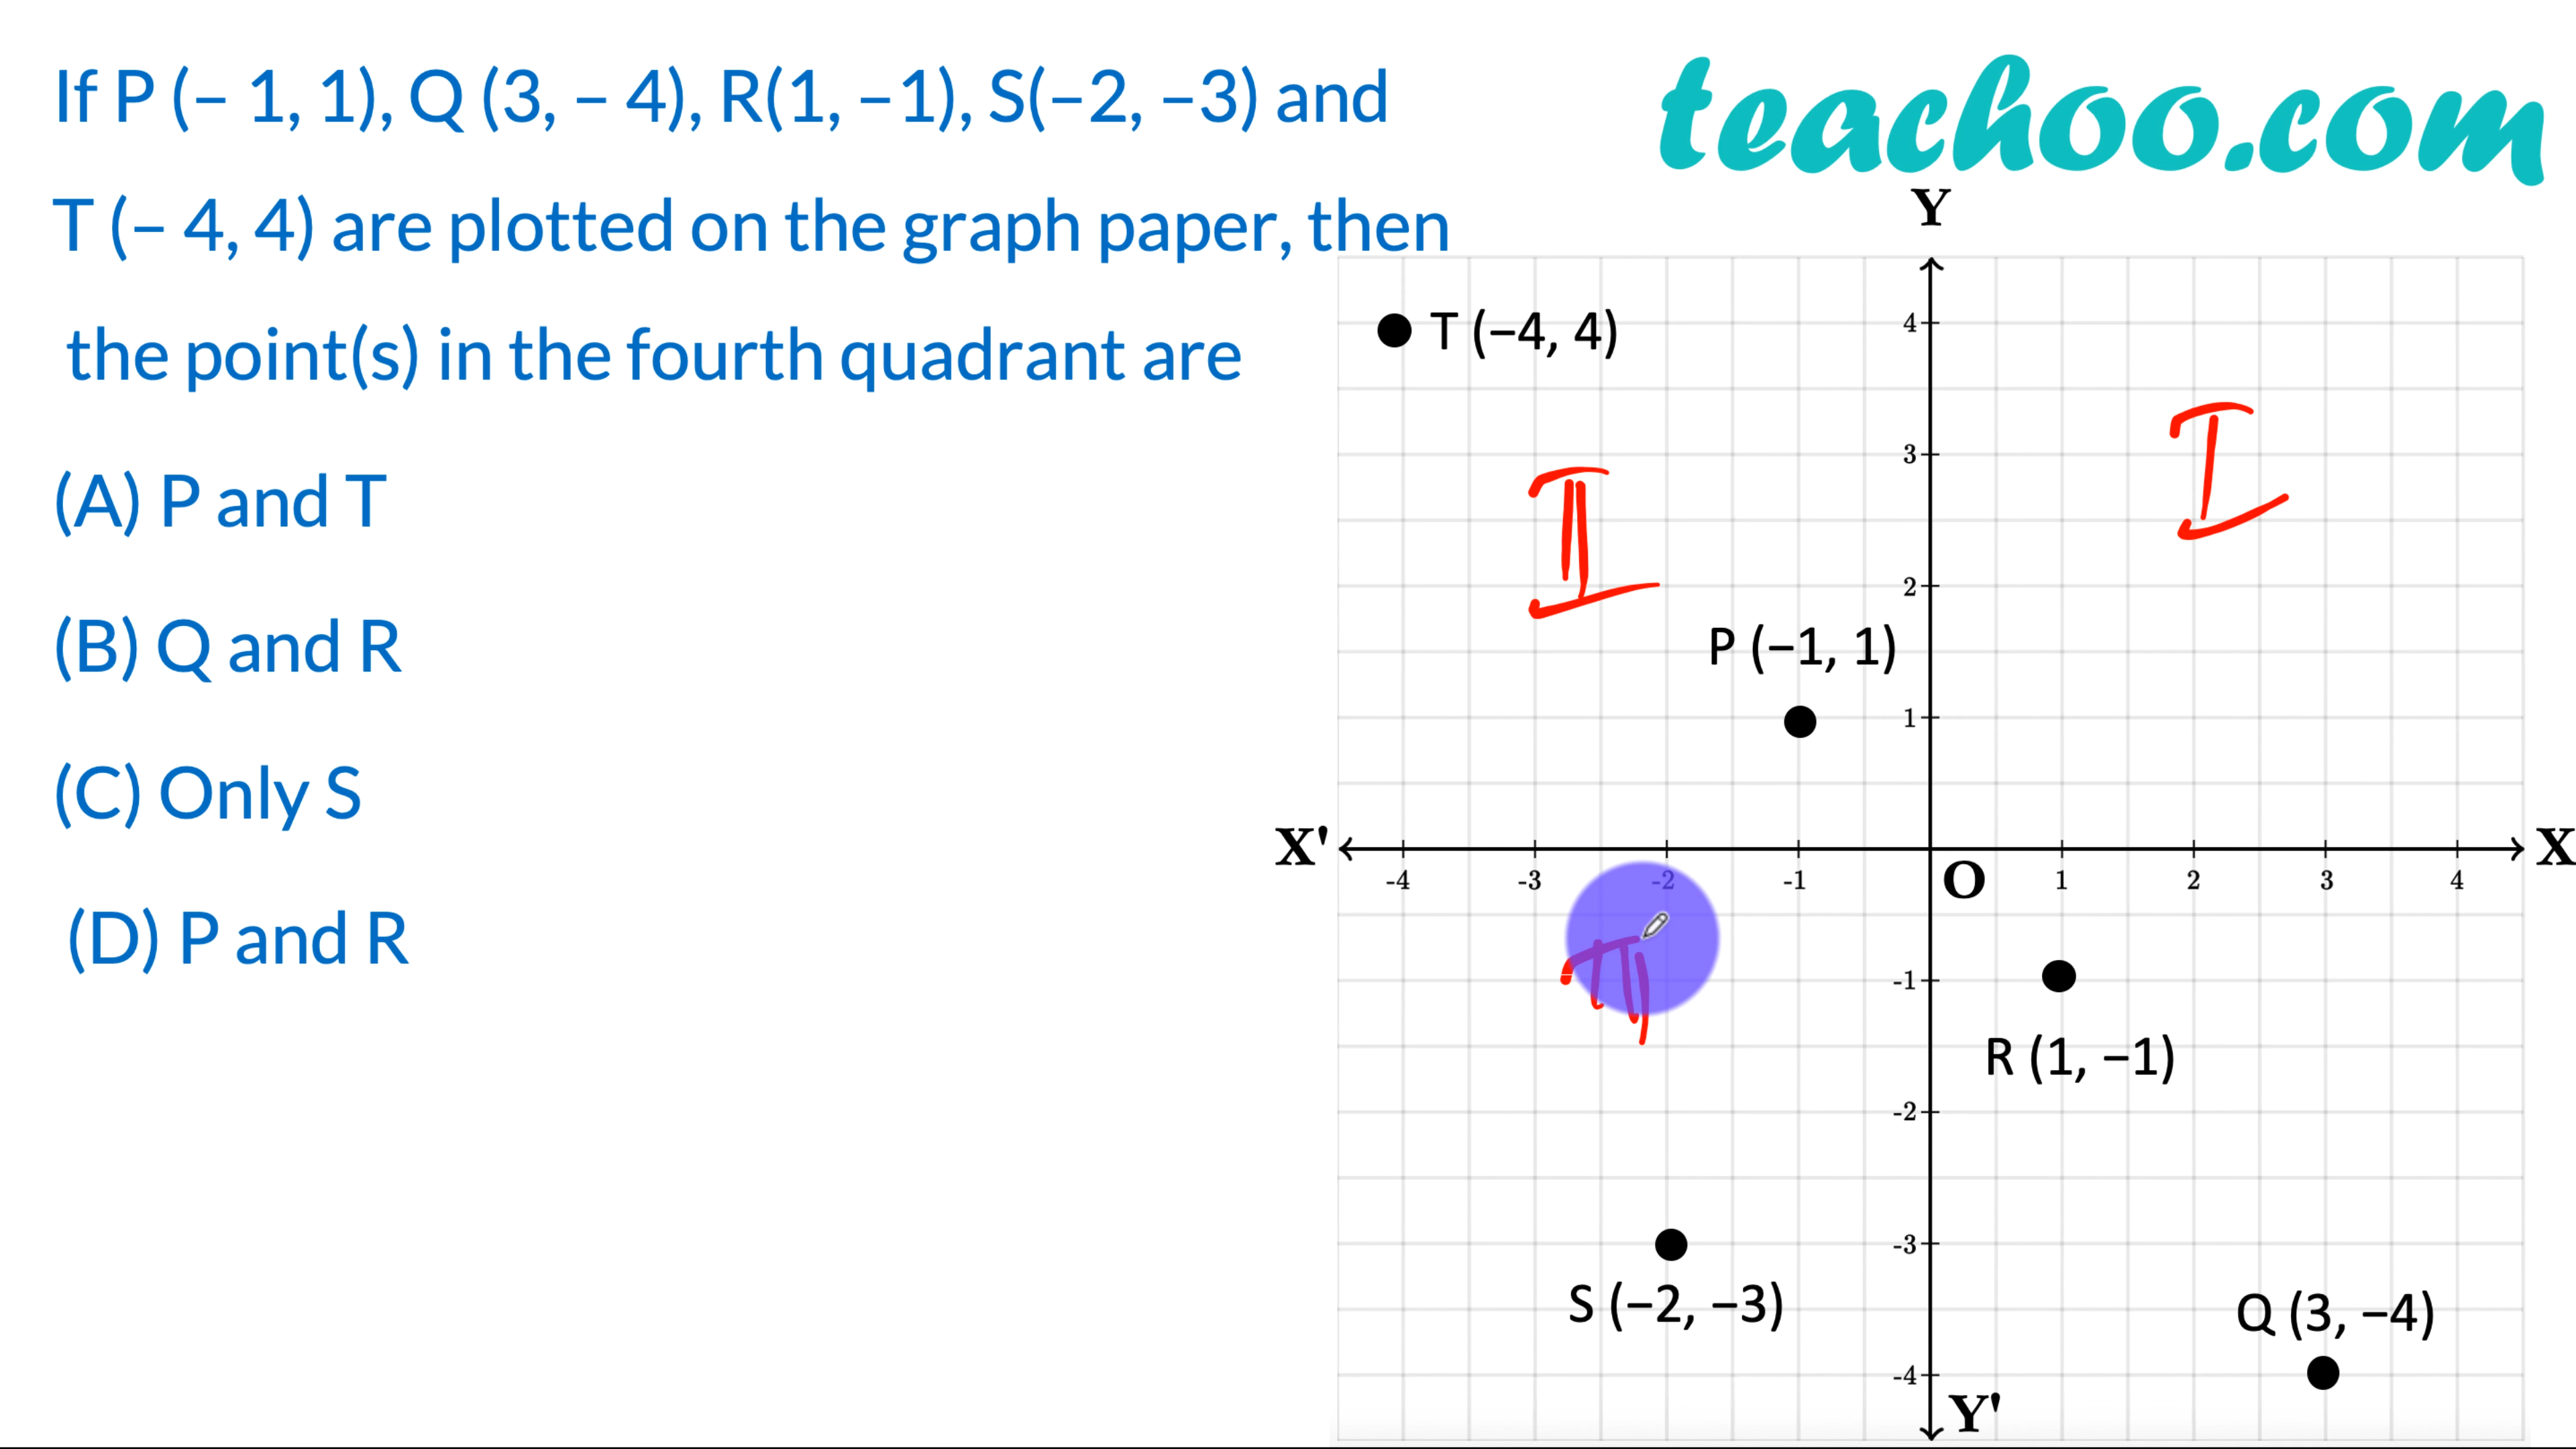 If P (– 1, 1), Q (3, – 4), R(1, –1), S(–2, –3) and
T (– 4, 4) are plotted on the graph paper, then
the point(s) in the fourth quadrant are
(A) P and T
(B) Q and R
(C) Only S
(D) P and R
teachoo.com
Y
T (−4, 4)
4
I
3
II
2
P (−1, 1)
1
X'
X
-4 -3 -2 -1 O 1 2 3 4
III
-1
R (1, −1)
-2
-3
S (−2, −3)
Q (3, −4)
-4
Y'